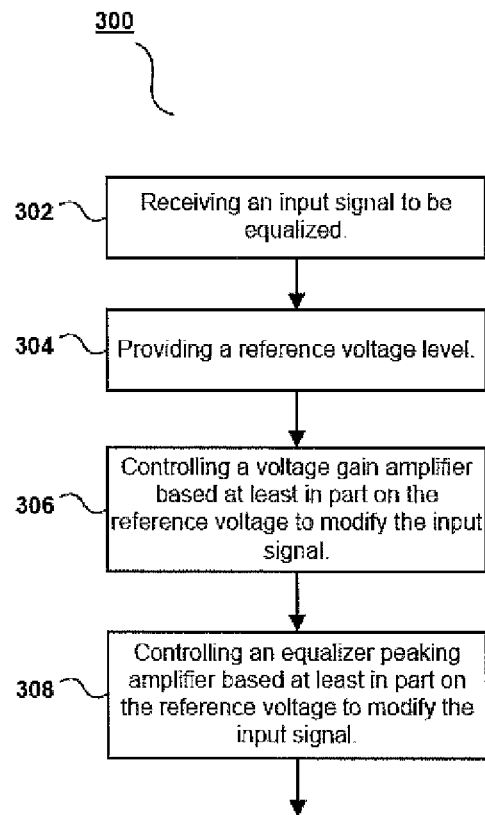 300
302
Receiving an input signal to be
equalized.
304
Providing a reference voltage level.
306
Controlling a voltage gain amplifier
based at least in part on the
reference voltage to modify the input
signal.
308
Controlling an equalizer peaking
amplifier based at least in part on
the reference voltage to modify the
input signal.